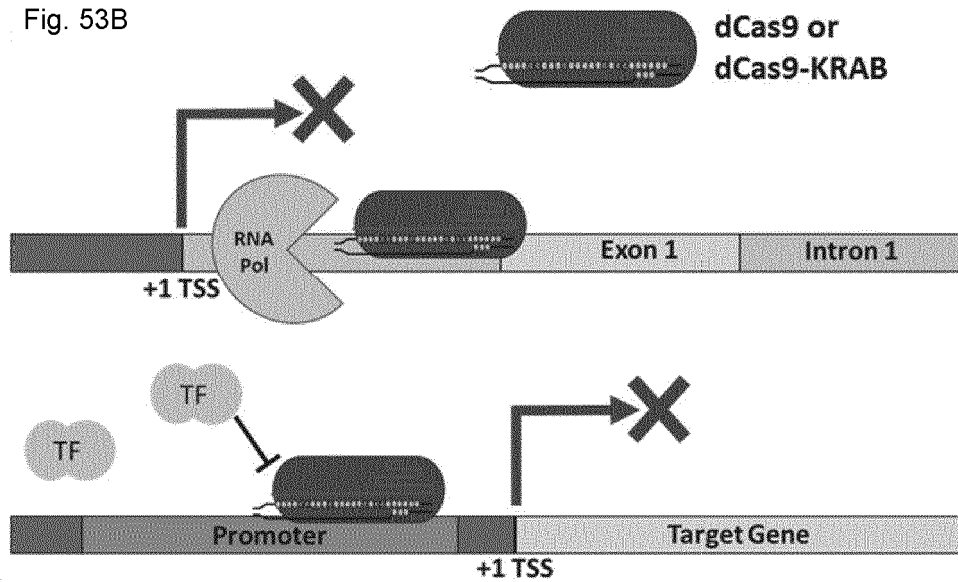 Fig. 53B
dCas9 or
dCas9-KRAB
RNA
Pol
Exon 1
Intron 1
+1 TSS
TF
TF
Promoter
Target Gene
+1 TSS